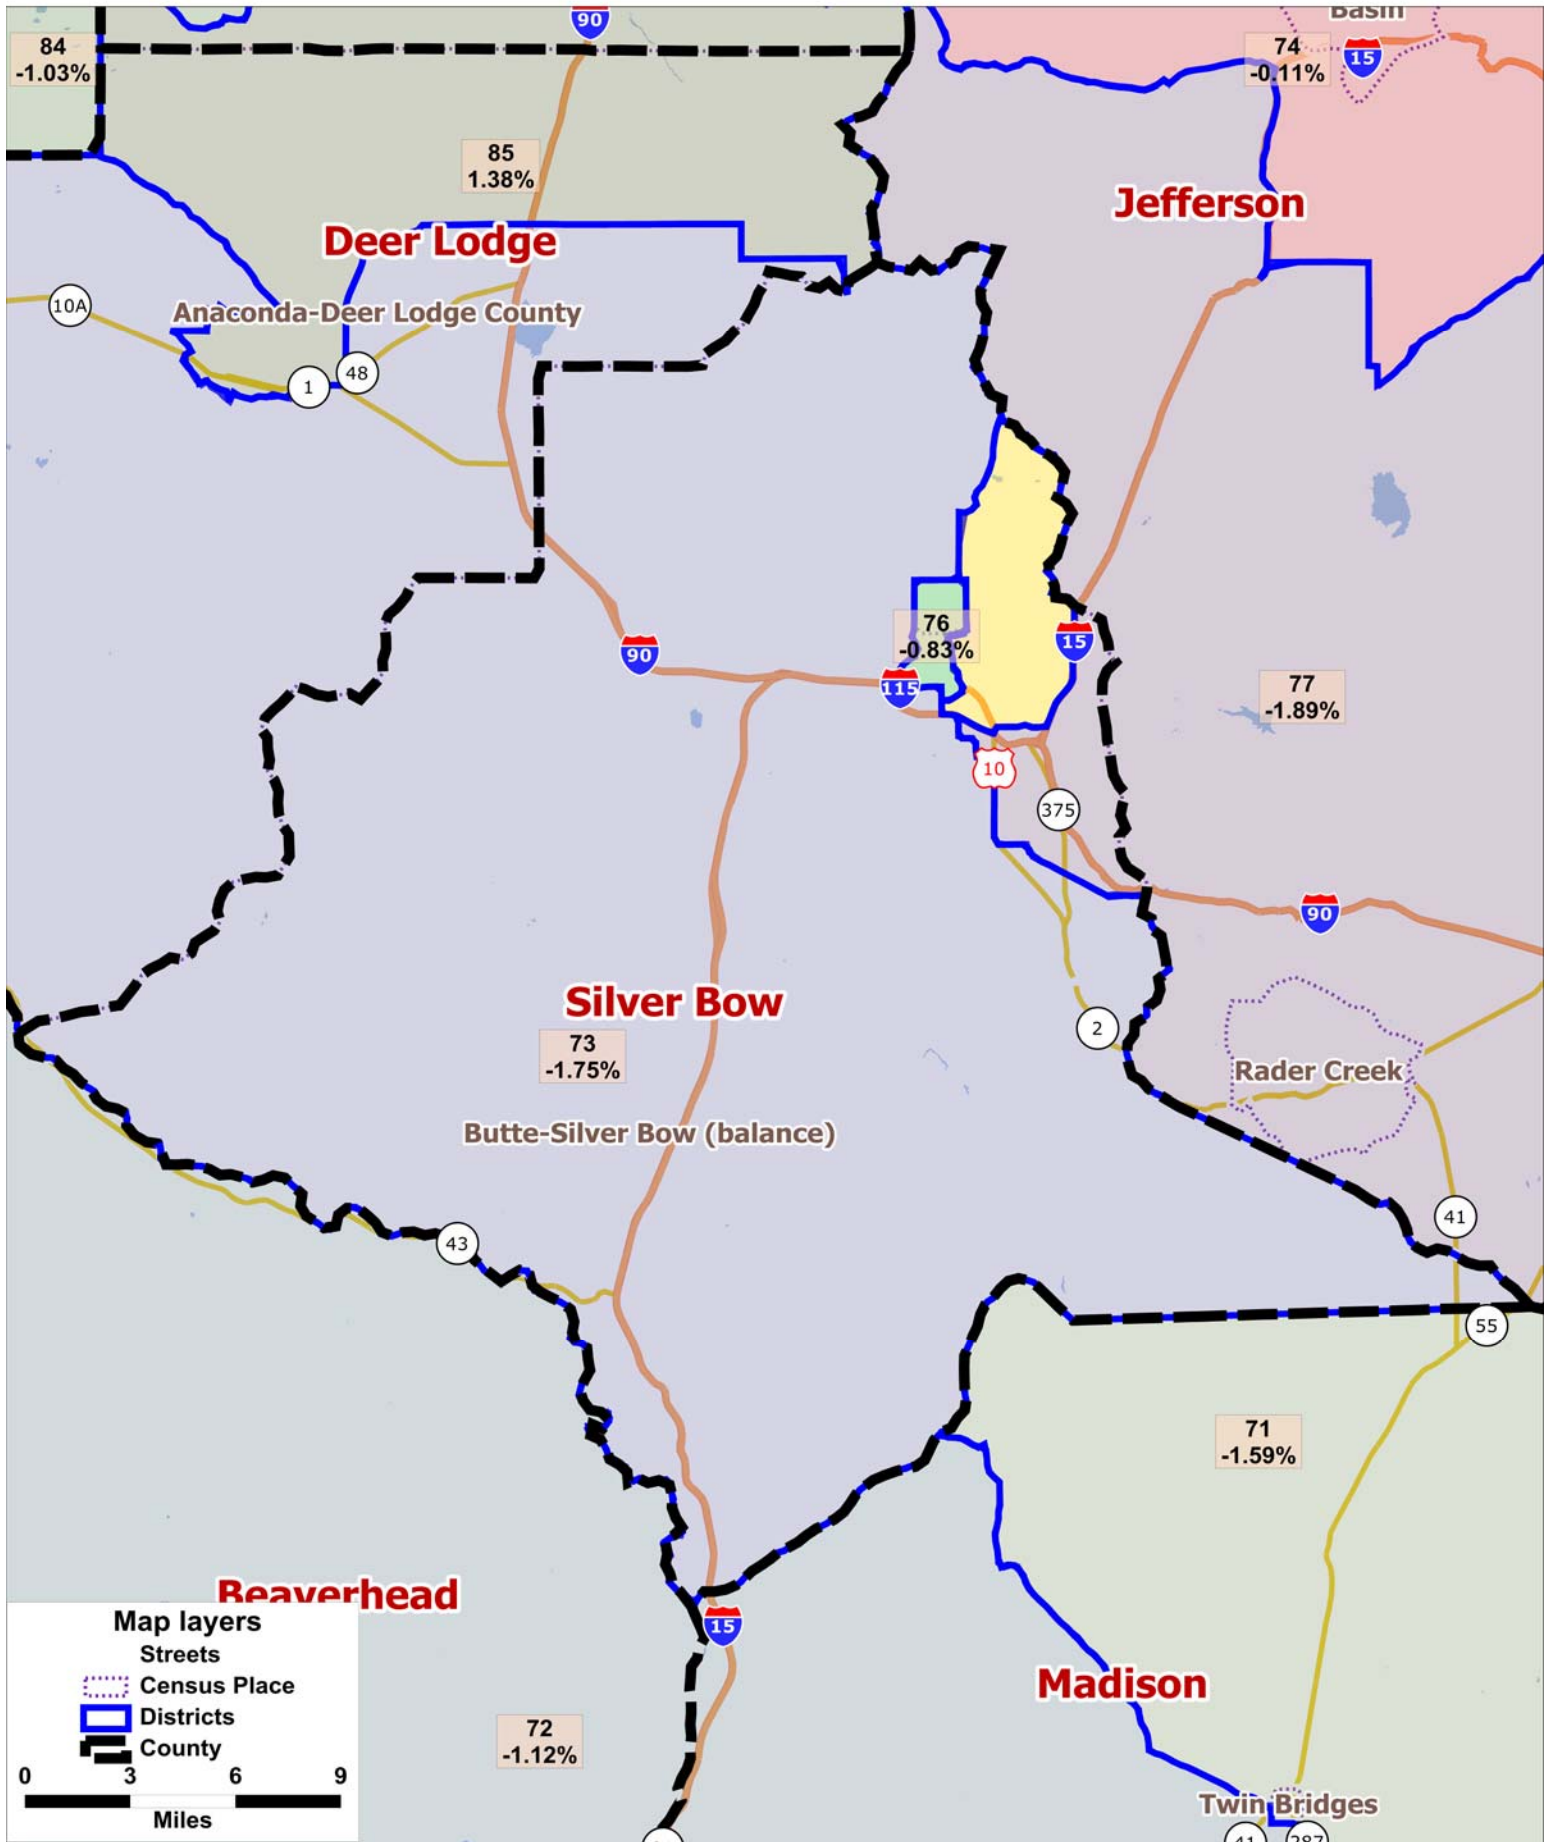 Basin
90
84
-1.03%
74
-0.11%
15
85
1.38%
Jefferson
Deer Lodge
10A
Anaconda-Deer Lodge County
48
1
76
-0.83%
15
90
115
77
-1.89%
10
375
90
Silver Bow
2
73
-1.75%
Rader Creek
Butte-Silver Bow (balance)
41
43
55
71
-1.59%
Beaverhead
Map layers
Streets
Census Place
Districts
County
0 3 6 9
Miles
15
Madison
72
-1.12%
Twin Bridges
41
287